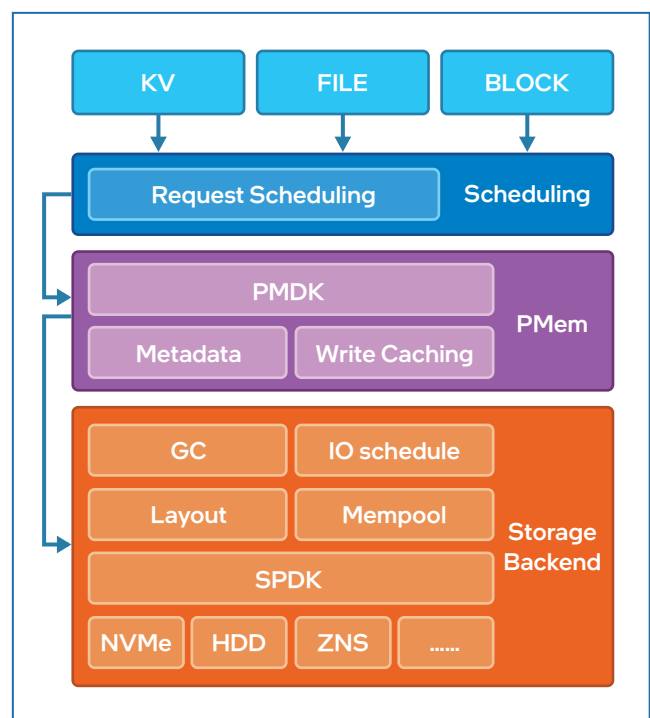 KV
FILE
BLOCK
Request Scheduling
Scheduling
PMDK
PMem
Metadata
Write Caching
GC
IO schedule
Layout
Mempool
Storage
Backend
SPDK
NVMe
HDD
ZNS
......